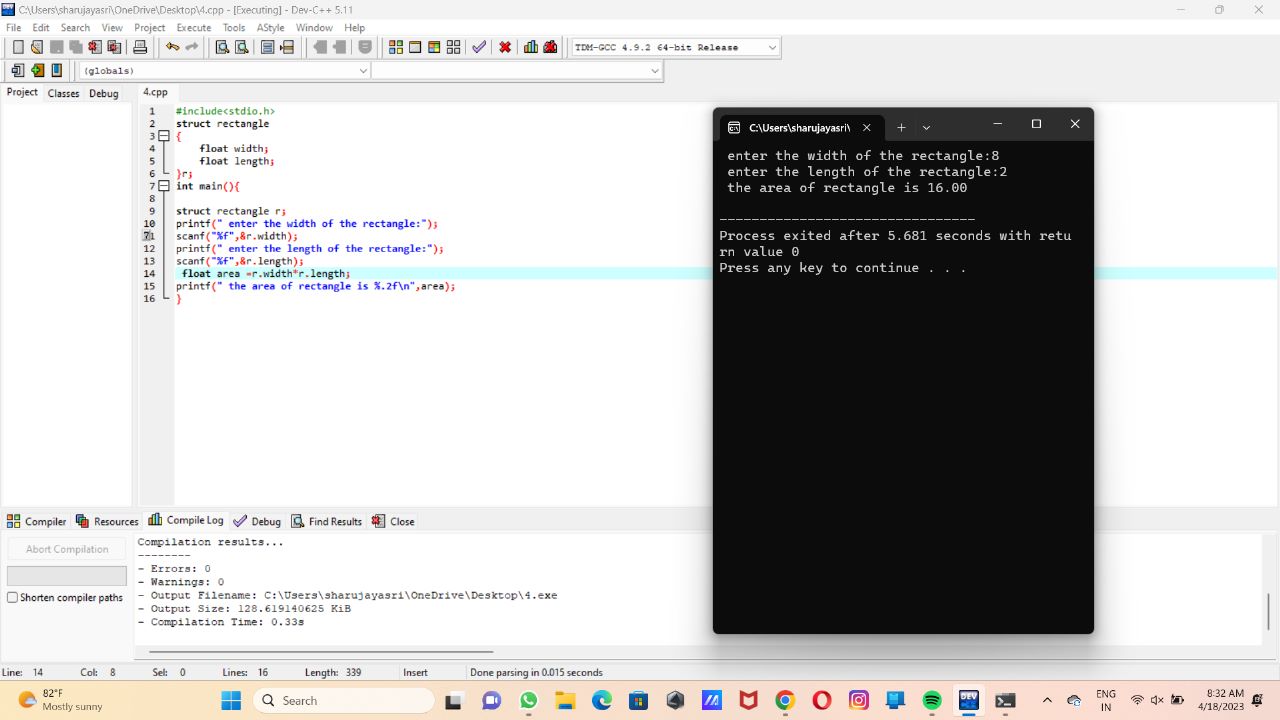 C:\Users\sharujayasri\OneDrive\Desktop\4.cpp - [Executing] - Dev-C++ 5.11
File Edit Search View Project Execute Tools AStyle Window Help
TDM-GCC 4.9.2 64-bit Release
(globals)
Project Classes Debug
4.cpp
1 #include<stdio.h>
2 struct rectangle
3 {
4 float width;
5 float length;
6 }r;
7 int main(){
8
9 struct rectangle r;
10 printf(" enter the width of the rectangle:");
11 scanf("%f",&r.width);
12 printf(" enter the length of the rectangle:");
13 scanf("%f",&r.length);
14 float area =r.width*r.length;
15 printf(" the area of rectangle is %.2f\n",area);
16 }
C:\Users\sharujayasri\
enter the width of the rectangle:8
enter the length of the rectangle:2
the area of rectangle is 16.00
--------------------------------
Process exited after 5.681 seconds with retu
rn value 0
Press any key to continue . . .
Compiler Resources Compile Log Debug Find Results Close
Abort Compilation
Shorten compiler paths
Compilation results...
--------
- Errors: 0
- Warnings: 0
- Output Filename: C:\Users\sharujayasri\OneDrive\Desktop\4.exe
- Output Size: 128.619140625 KiB
- Compilation Time: 0.33s
Line: 14 Col: 8 Sel: 0 Lines: 16 Length: 339 Insert Done parsing in 0.015 seconds
82°F
Mostly sunny
Search
DEV
ENG
IN
8:32 AM
4/18/2023